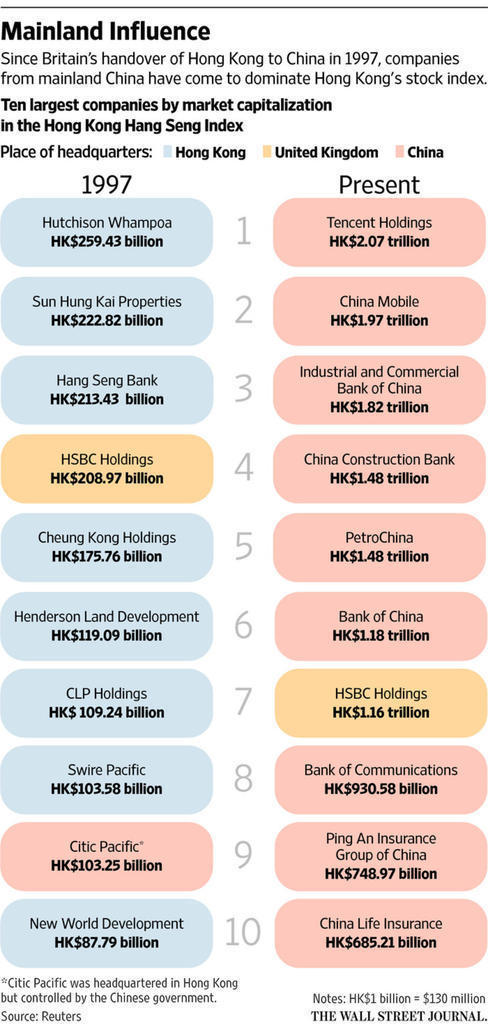 Mainland Influence
Since Britain's handover of Hong Kong to China in 1997, companies
from mainland China have come to dominate Hong Kong's stock index.
Ten largest companies by market capitalization
in the Hong Kong Hang Seng Index
Place of headquarters: Hong Kong United Kingdom China
1997 Present
Hutchison Whampoa
HK$259.43 billion
1
Tencent Holdings
HK$2.07 trillion
Sun Hung Kai Properties
HK$222.82 billion
2
China Mobile
HK$1.97 trillion
Hang Seng Bank
HK$213.43 billion
3
Industrial and Commercial
Bank of China
HK$1.82 trillion
HSBC Holdings
HK$208.97 billion
4
China Construction Bank
HK$1.48 trillion
Cheung Kong Holdings
HK$175.76 billion
5
PetroChina
HK$1.48 trillion
Henderson Land Development
HK$119.09 billion
6
Bank of China
HK$1.18 trillion
CLP Holdings
HK$ 109.24 billion
7
HSBC Holdings
HK$1.16 trillion
Swire Pacific
HK$103.58 billion
8
Bank of Communications
HK$930.58 billion
Citic Pacific*
HK$103.25 billion
9
Ping An Insurance
Group of China
HK$748.97 billion
New World Development
HK$87.79 billion
10
China Life Insurance
HK$685.21 billion
*Citic Pacific was headquartered in Hong Kong
but controlled by the Chinese government.
Source: Reuters
Notes: HK$1 billion = $130 million
THE WALL STREET JOURNAL.